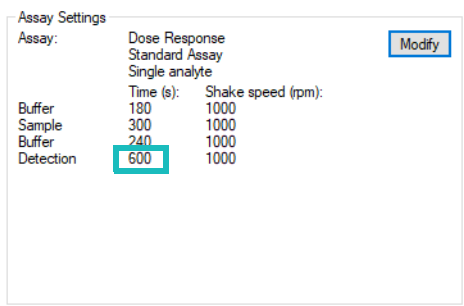 Assay Settings
Assay: Dose Response Modify
Standard Assay
Single analyte
Time (s): Shake speed (rpm):
Buffer 180 1000
Sample 300 1000
Buffer 240 1000
Detection 600 1000